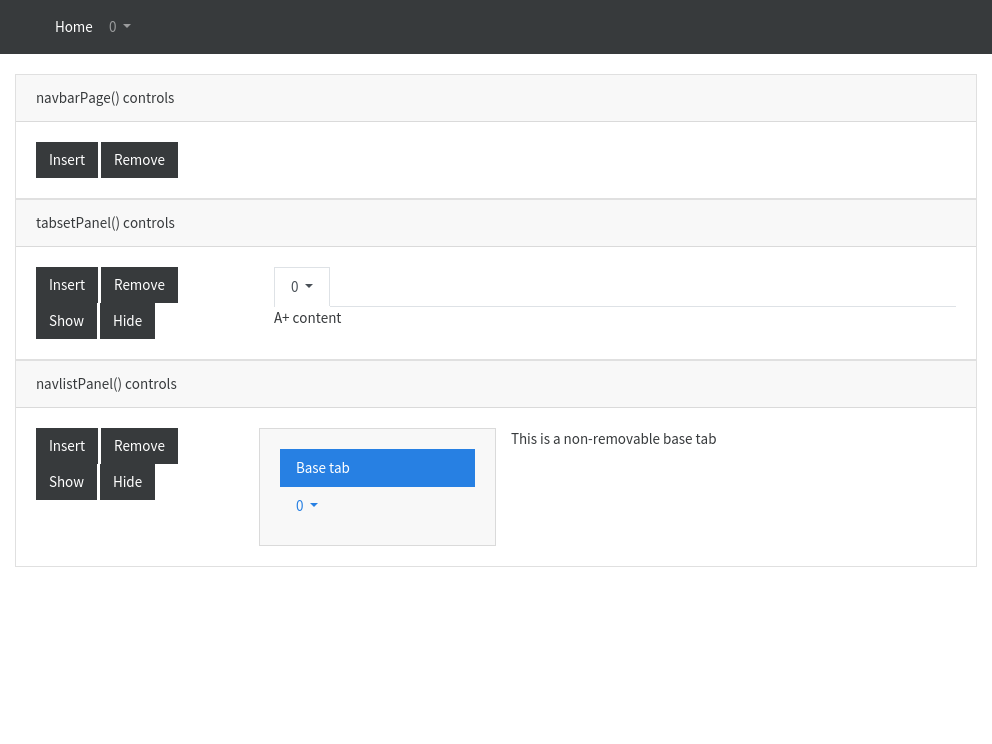 Home 0
navbarPage() controls
Insert Remove
tabsetPanel() controls
Insert Remove
Show Hide
0
A+ content
navlistPanel() controls
Insert Remove
Show Hide
Base tab
0
This is a non-removable base tab